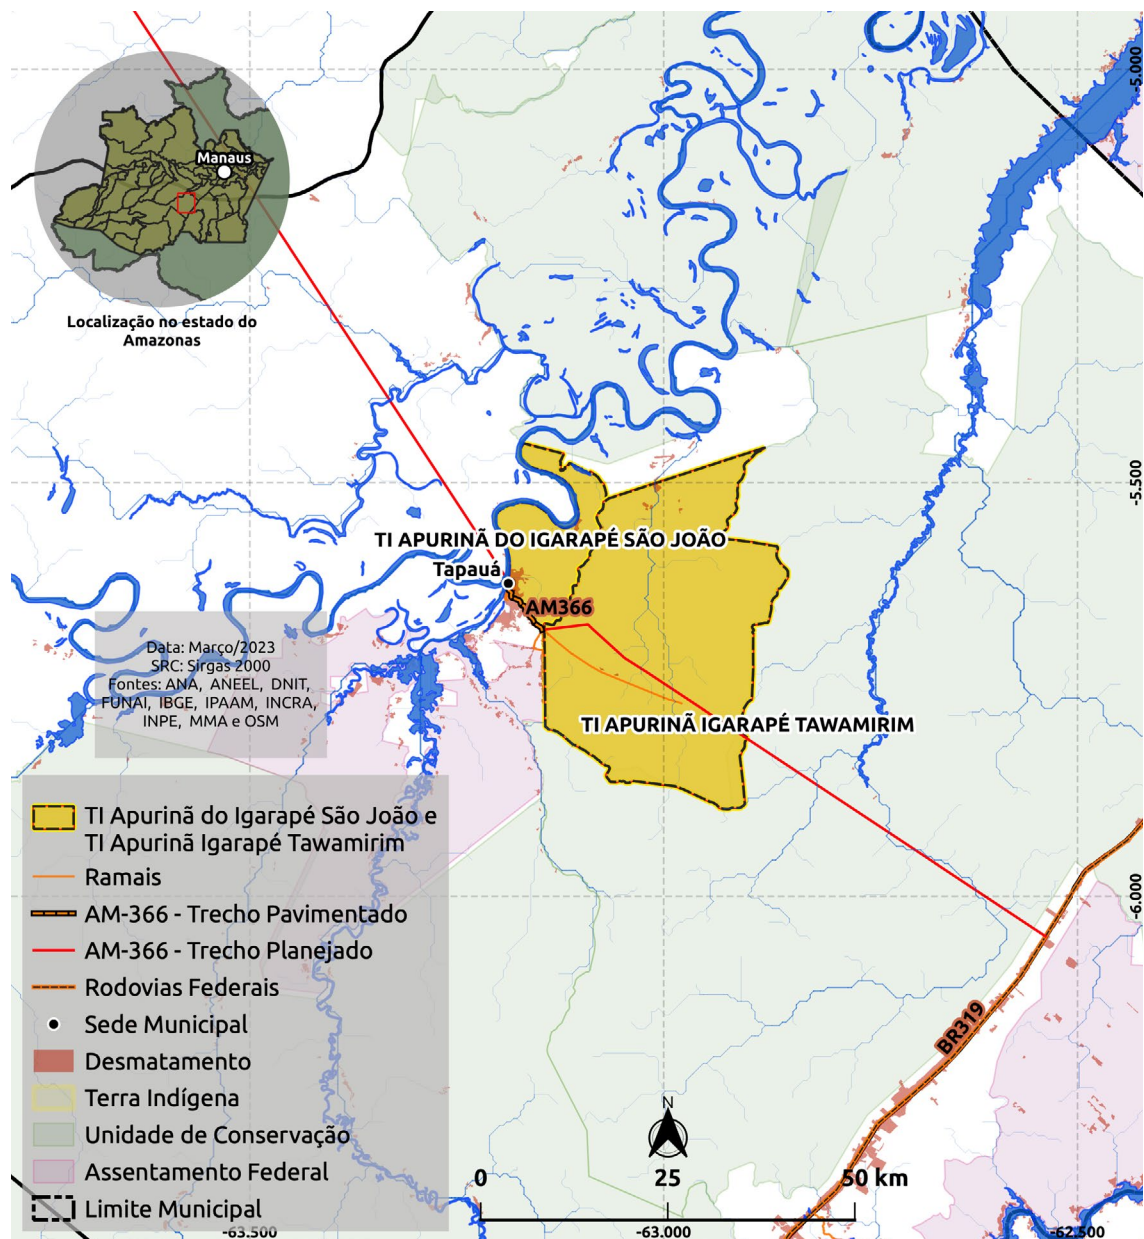 Manaus
Localização no estado do
Amazonas
-5.000
-5.500
TI APURINÃ DO IGARAPÉ SÃO JOÃO
Tapauá
AM366
Data: Março/2023
SRC: Sirgas 2000
Fontes: ANA, ANEEL, DNIT,
FUNAI, IBGE, IPAAM, INCRA,
INPE, MMA e OSM
TI APURINÃ IGARAPÉ TAWAMIRIM
TI Apurinã do Igarapé São João e
TI Apurinã Igarapé Tawamirim
Ramais
AM-366 - Trecho Pavimentado
AM-366 - Trecho Planejado
Rodovias Federais
Sede Municipal
Desmatamento
Terra Indígena
Unidade de Conservação
Assentamento Federal
Limite Municipal
-6.000
BR319
N
0 25 50 km
-63.500 -63.000 -62.500